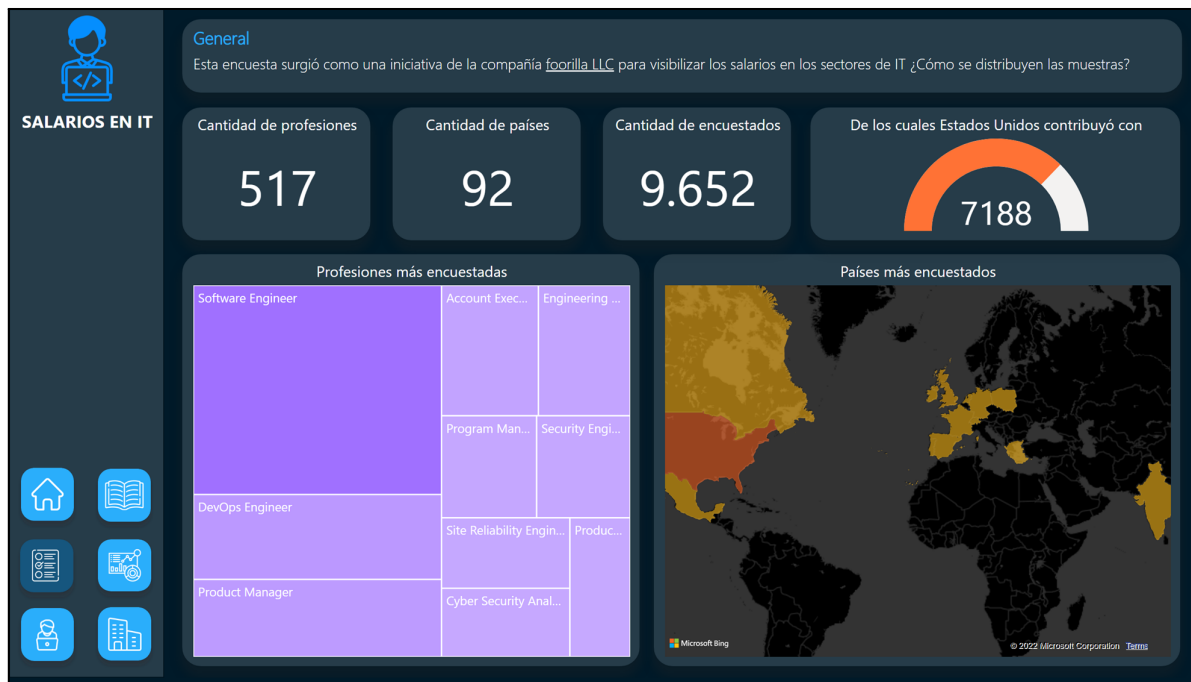 SALARIOS EN IT
General
Esta encuesta surgió como una iniciativa de la compañía foorilla LLC para visibilizar los salarios en los sectores de IT ¿Cómo se distribuyen las muestras?
Cantidad de profesiones
517
Cantidad de países
92
Cantidad de encuestados
9.652
De los cuales Estados Unidos contribuyó con
7188
Profesiones más encuestadas
Software Engineer
Account Exec...
Engineering ...
Program Man...
Security Engi...
DevOps Engineer
Site Reliability Engin...
Produc...
Product Manager
Cyber Security Anal...
Países más encuestados
Microsoft Bing
© 2022 Microsoft Corporation Terms